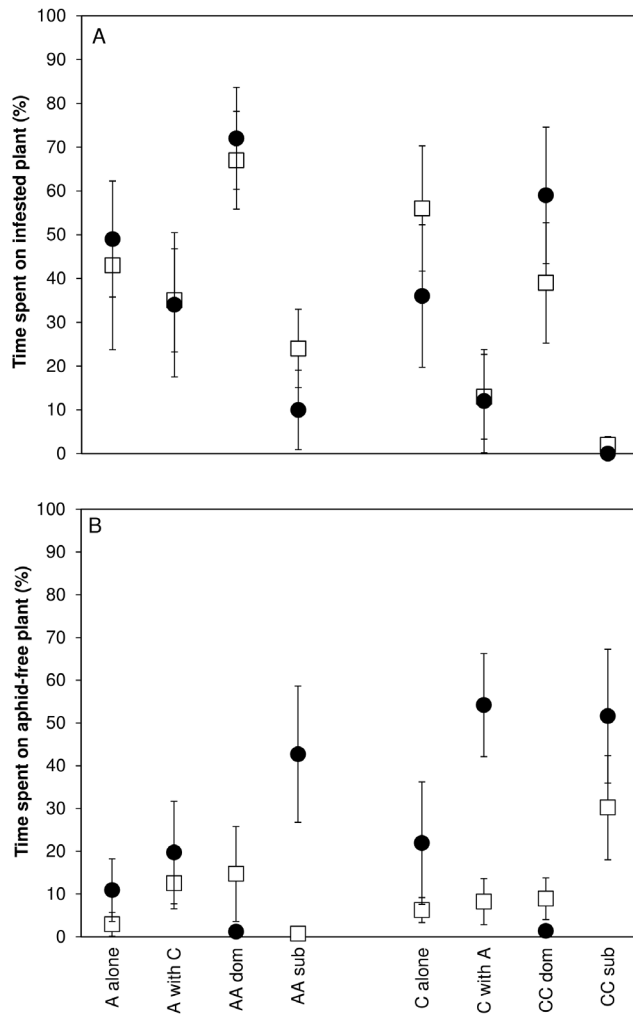 A
Time spent on infested plant (%)
100
90
80
70
60
50
40
30
20
10
0
B
Time spent on aphid-free plant (%)
100
90
80
70
60
50
40
30
20
10
0
A alone
A with C
AA dom
AA sub
C alone
C with A
CC dom
CC sub